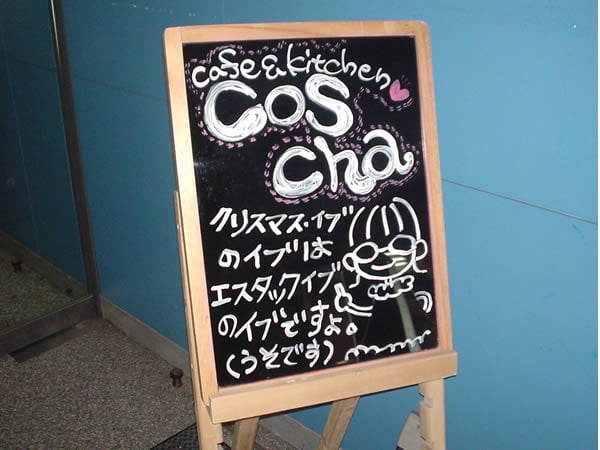 cafe & kitchen
Cos
cha
クリスマス・イブ
のイブは
エスタックイブ
のイブですよ。
(うそです)